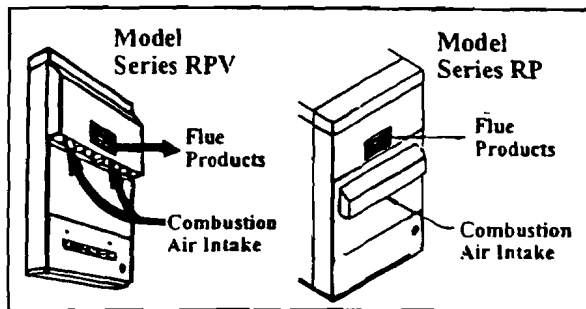 Model
Series RPV
Flue
Products
Combustion
Air Intake
Model
Series RP
Flue
Products
Combustion
Air Intake